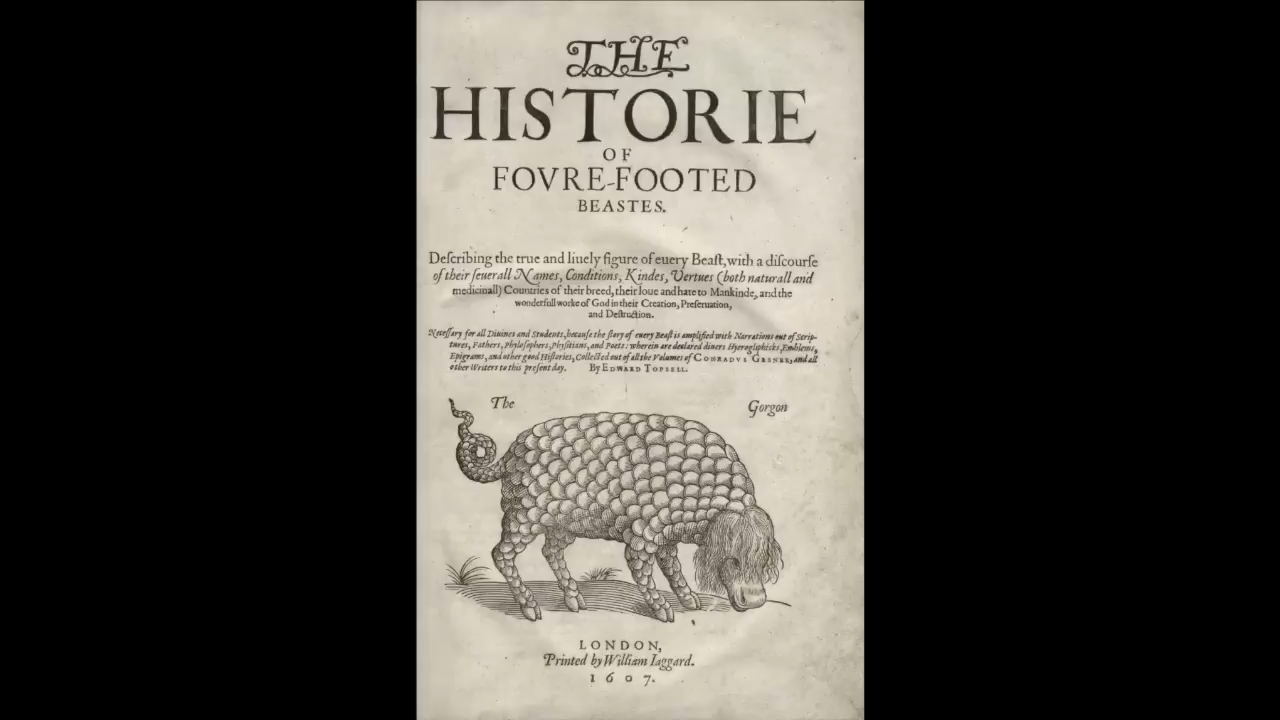 THE
HISTORIE
OF
FOVRE-FOOTED
BEASTES.
Deſcribing the true and liuely figure of euery Beaſt, with a diſcourſe
of their ſeuerall Names, Conditions, Kindes, Vertues (both naturall and
medicinall) Countries of their breed, their loue and hate to Mankinde, and the
wonderfull worke of God in their Creation, Preſeruation,
and Deſtruction.
Neceſſary for all Diuines and Students, becauſe the ſtory of euery Beaſt is amplified with Narrations out of Scrip-
tures, Fathers, Phyloſophers, Phyſitians, and Poets: wherein are declared diuers Hyerogliphicks, Emblems,
Epigrams, and other good Hiſtories, Collected out of all the Volumes of CONRADVS GESNER, and all
other Writers to this preſent day. By EDWARD TOPSELL.
The Gorgon
LONDON,
Printed by William Iaggard.
1607.